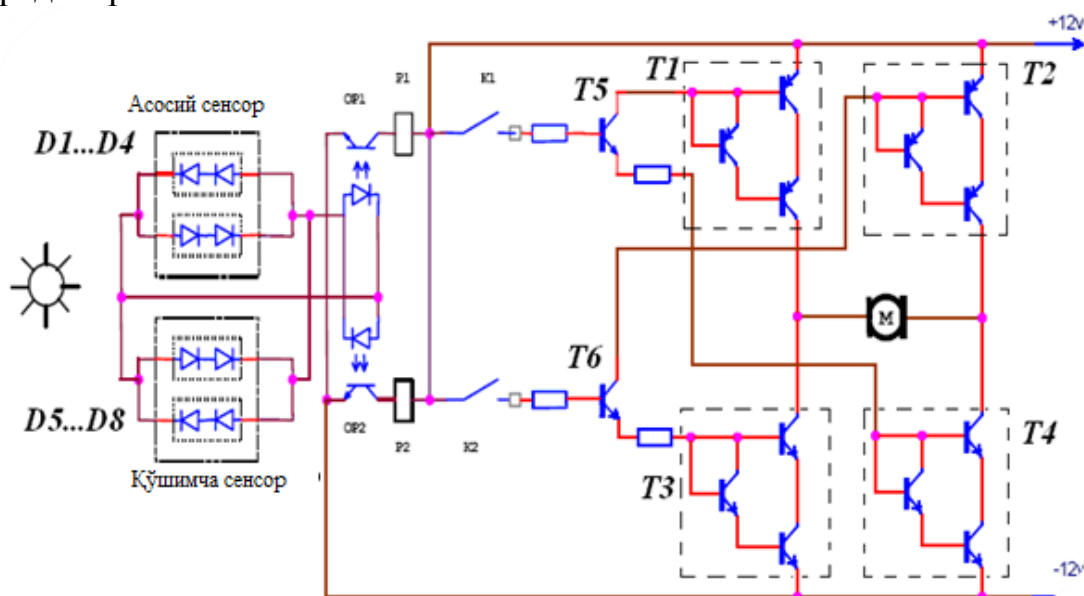 +12v
P1
T1
T2
K1
T5
OP1
Асосий сенсор
D1...D4
M
T6
D5...D8
OP2
P2
K2
T4
T3
Қўшимча сенсор
-12v